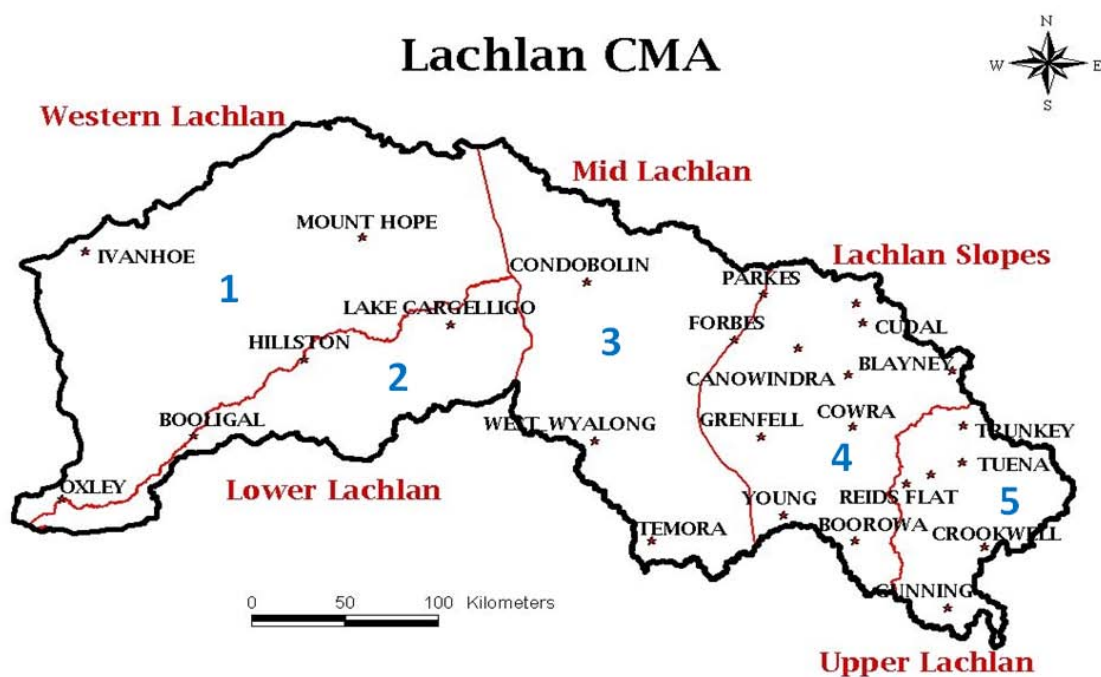 Lachlan CMA
N
W
E
S
Western Lachlan
Mid Lachlan
Lachlan Slopes
MOUNT HOPE
IVANHOE
CONDOBOLIN
PARKES
1
LAKE CARGELLIGO
3
FORBES
CUDAL
HILLSTON
2
CANOWINDRA
BLAYNEY
BOOLIGAL
WEST WYALONG
GRENFELL
COWRA
TRUNKEY
4
TUENA
OXLEY
Lower Lachlan
YOUNG
REIDS FLAT
5
TEMORA
BOOROWA
CROOKWELL
GUNNING
0 50 100 Kilometers
Upper Lachlan